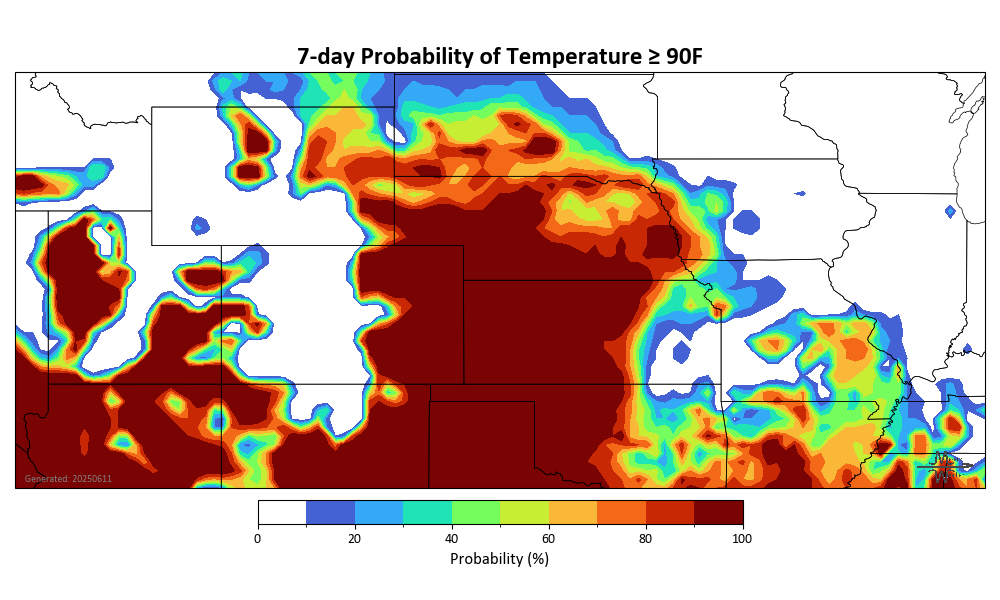 7-day Probability of Temperature ≥ 90F
Generated: 20250611
0 20 40 60 80 100
Probability (%)